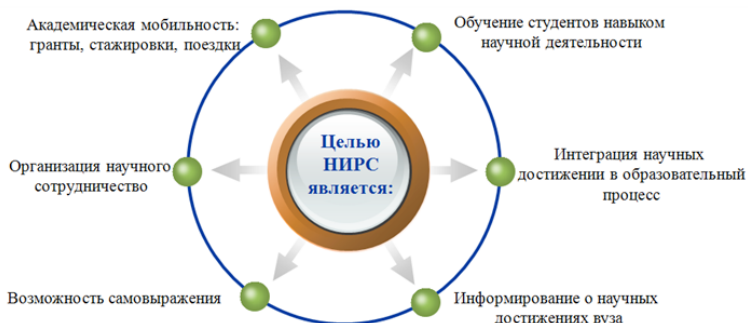 Академическая мобильность:
гранты, стажировки, поездки
Обучение студентов навыком
научной деятельности
Целью
НИРС
является:
Организация научного
сотрудничество
Интеграция научных
достижении в образовательный
процесс
Возможность самовыражения
Информирование о научных
достижениях вуза